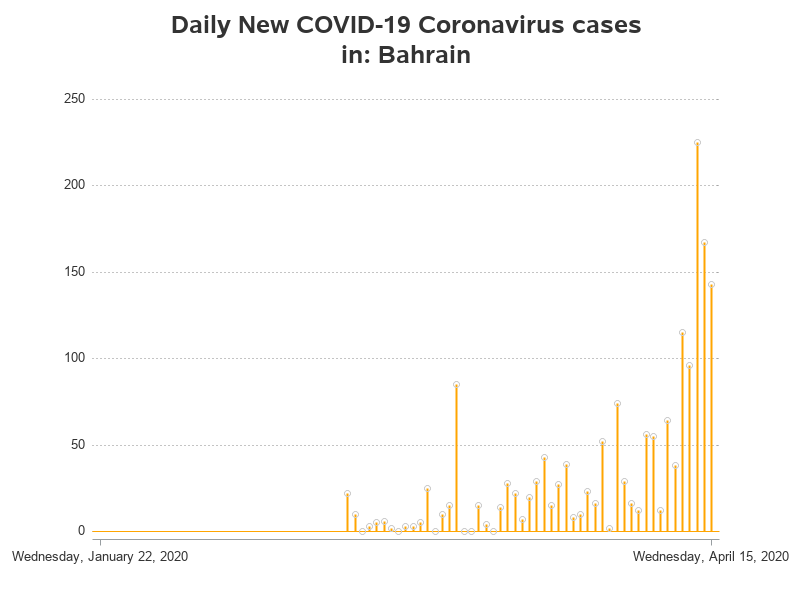 Daily New COVID-19 Coronavirus cases
in: Bahrain
250
200
150
100
50
0
Wednesday, January 22, 2020 Wednesday, April 15, 2020